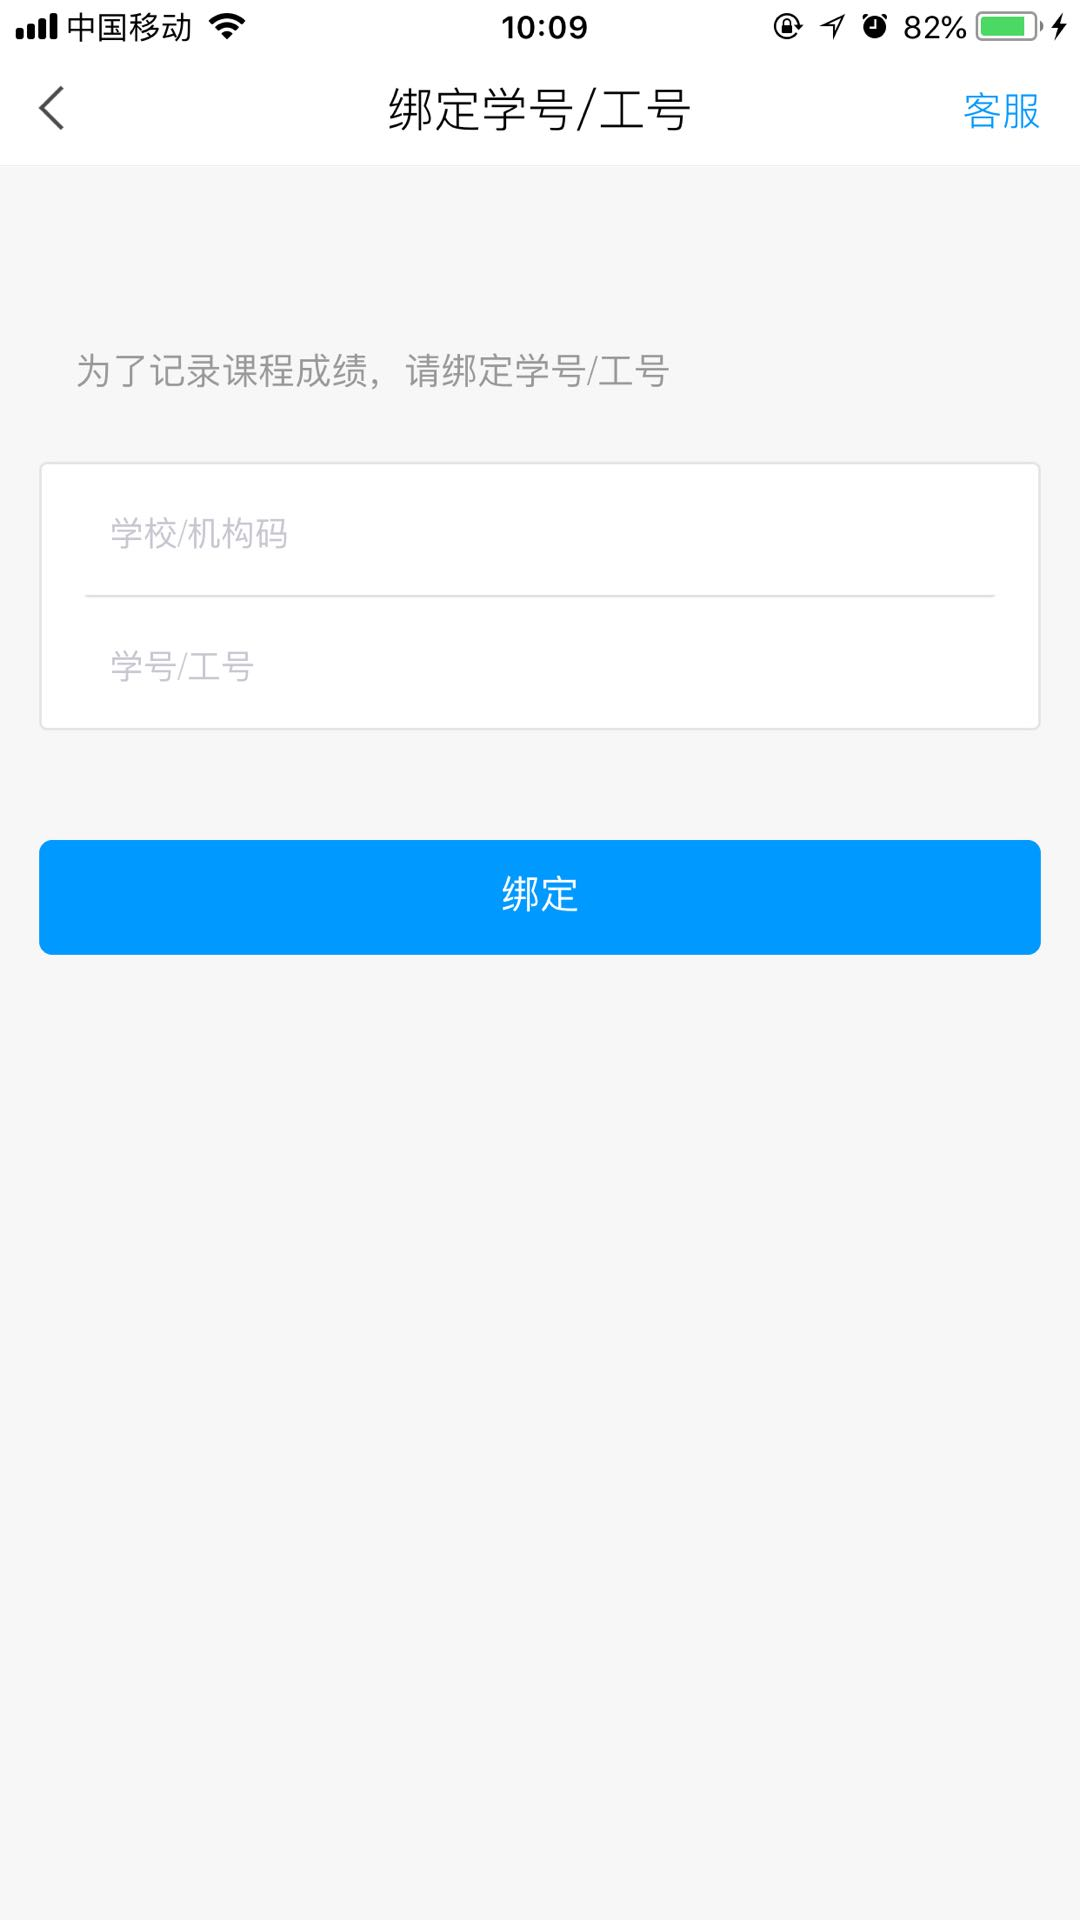 中国移动 10:09 82%
绑定学号/工号 客服
为了记录课程成绩，请绑定学号/工号
学校/机构码
学号/工号
绑定